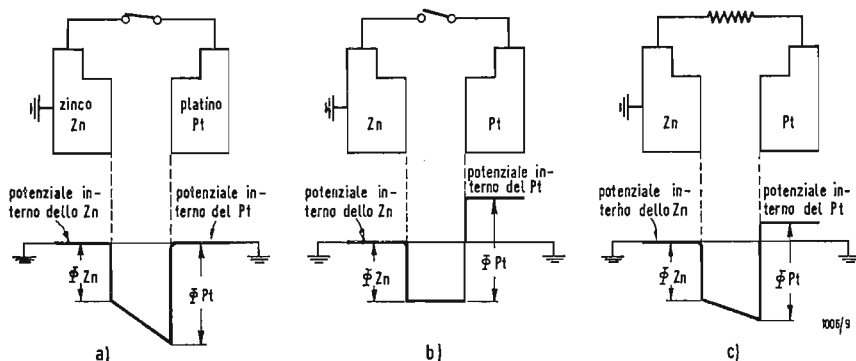 zinco
Zn
platino
Pt
potenziale in-
terno dello Zn
potenziale in-
terno del Pt
Φ Zn
Φ Pt
a)
Zn
Pt
potenziale in-
terno dello Zn
potenziale in-
terno del Pt
Φ Zn
Φ Pt
b)
Zn
Pt
potenziale in-
terno dello Zn
potenziale in-
terno del Pt
Φ Zn
Φ Pt
1006/9
c)